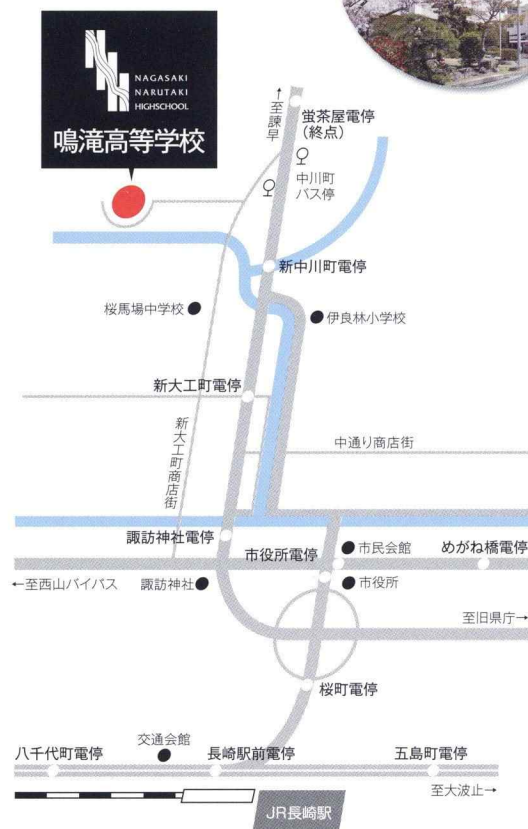 NAGASAKI
NARUTAKI
HIGHSCHOOL
鳴滝高等学校
↑至諫早
蛍茶屋電停
(終点)
中川町
バス停
新中川町電停
桜馬場中学校
伊良林小学校
新大工町電停
新大工町商店街
中通り商店街
諏訪神社電停
市役所電停
市民会館
めがね橋電停
←至西山バイパス
諏訪神社
市役所
至旧県庁→
桜町電停
交通会館
八千代町電停
長崎駅前電停
五島町電停
至大波止→
JR長崎駅